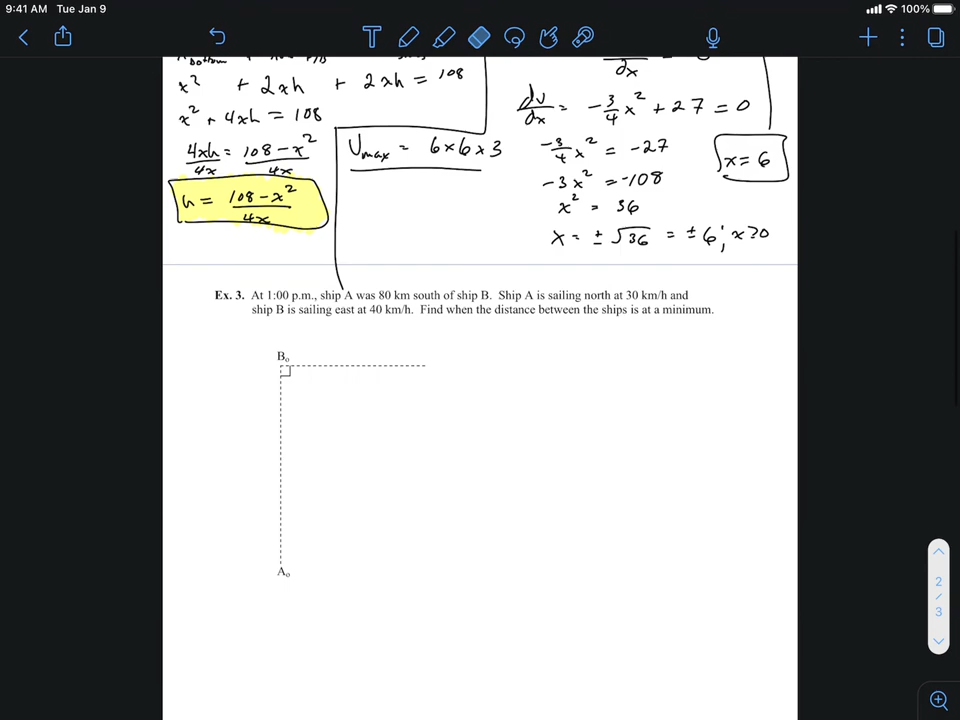 9:41 AM Tue Jan 9
100%
x² + 2xh + 2xh = 108
x² + 4xh = 108
4xh = 108 - x²
4x 4x
h = 108 - x²
4x
Vmax = 6 x 6 x 3
dx
dv = -3 x² + 27 = 0
dx 4
-3 x² = -27
4
-3x² = -108
x² = 36
x = ± √36 = ± 6 ; x>0
x = 6
Ex. 3. At 1:00 p.m., ship A was 80 km south of ship B. Ship A is sailing north at 30 km/h and
ship B is sailing east at 40 km/h. Find when the distance between the ships is at a minimum.
B₀
A₀
2
/
3